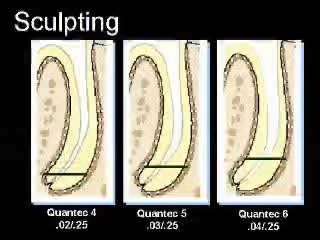 Sculpting
Quantec 4
.02/.25
Quantec 5
.03/.25
Quantec 6
.04/.25